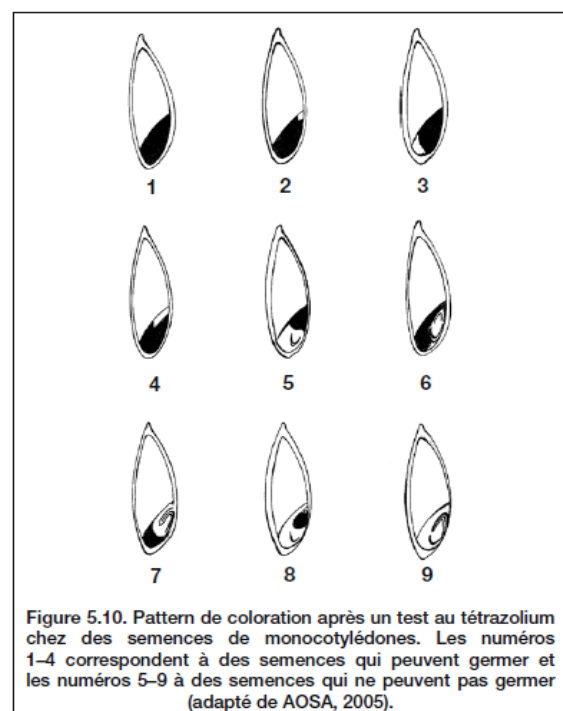 1 2 3
4 5 6
7 8 9
Figure 5.10. Pattern de coloration après un test au tétrazolium
chez des semences de monocotylédones. Les numéros
1–4 correspondent à des semences qui peuvent germer et
les numéros 5–9 à des semences qui ne peuvent pas germer
(adapté de AOSA, 2005).